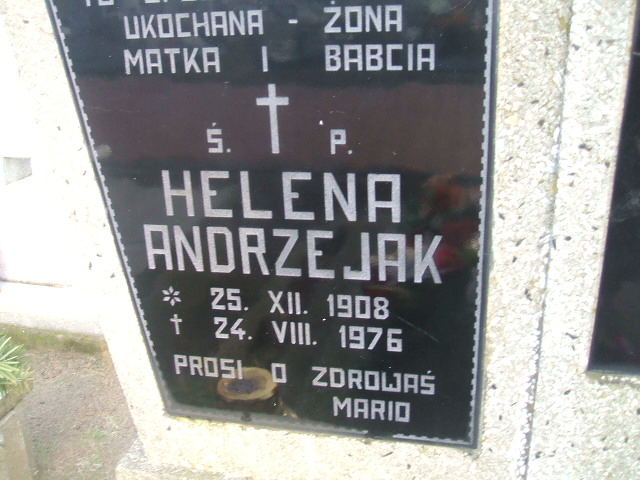 UKOCHANA - ŻONA
MATKA I BABCIA
Ś. P.
HELENA
ANDRZEJAK
* 25. XII. 1908
† 24. VIII. 1976
PROSI O ZDROWAŚ
MARIO